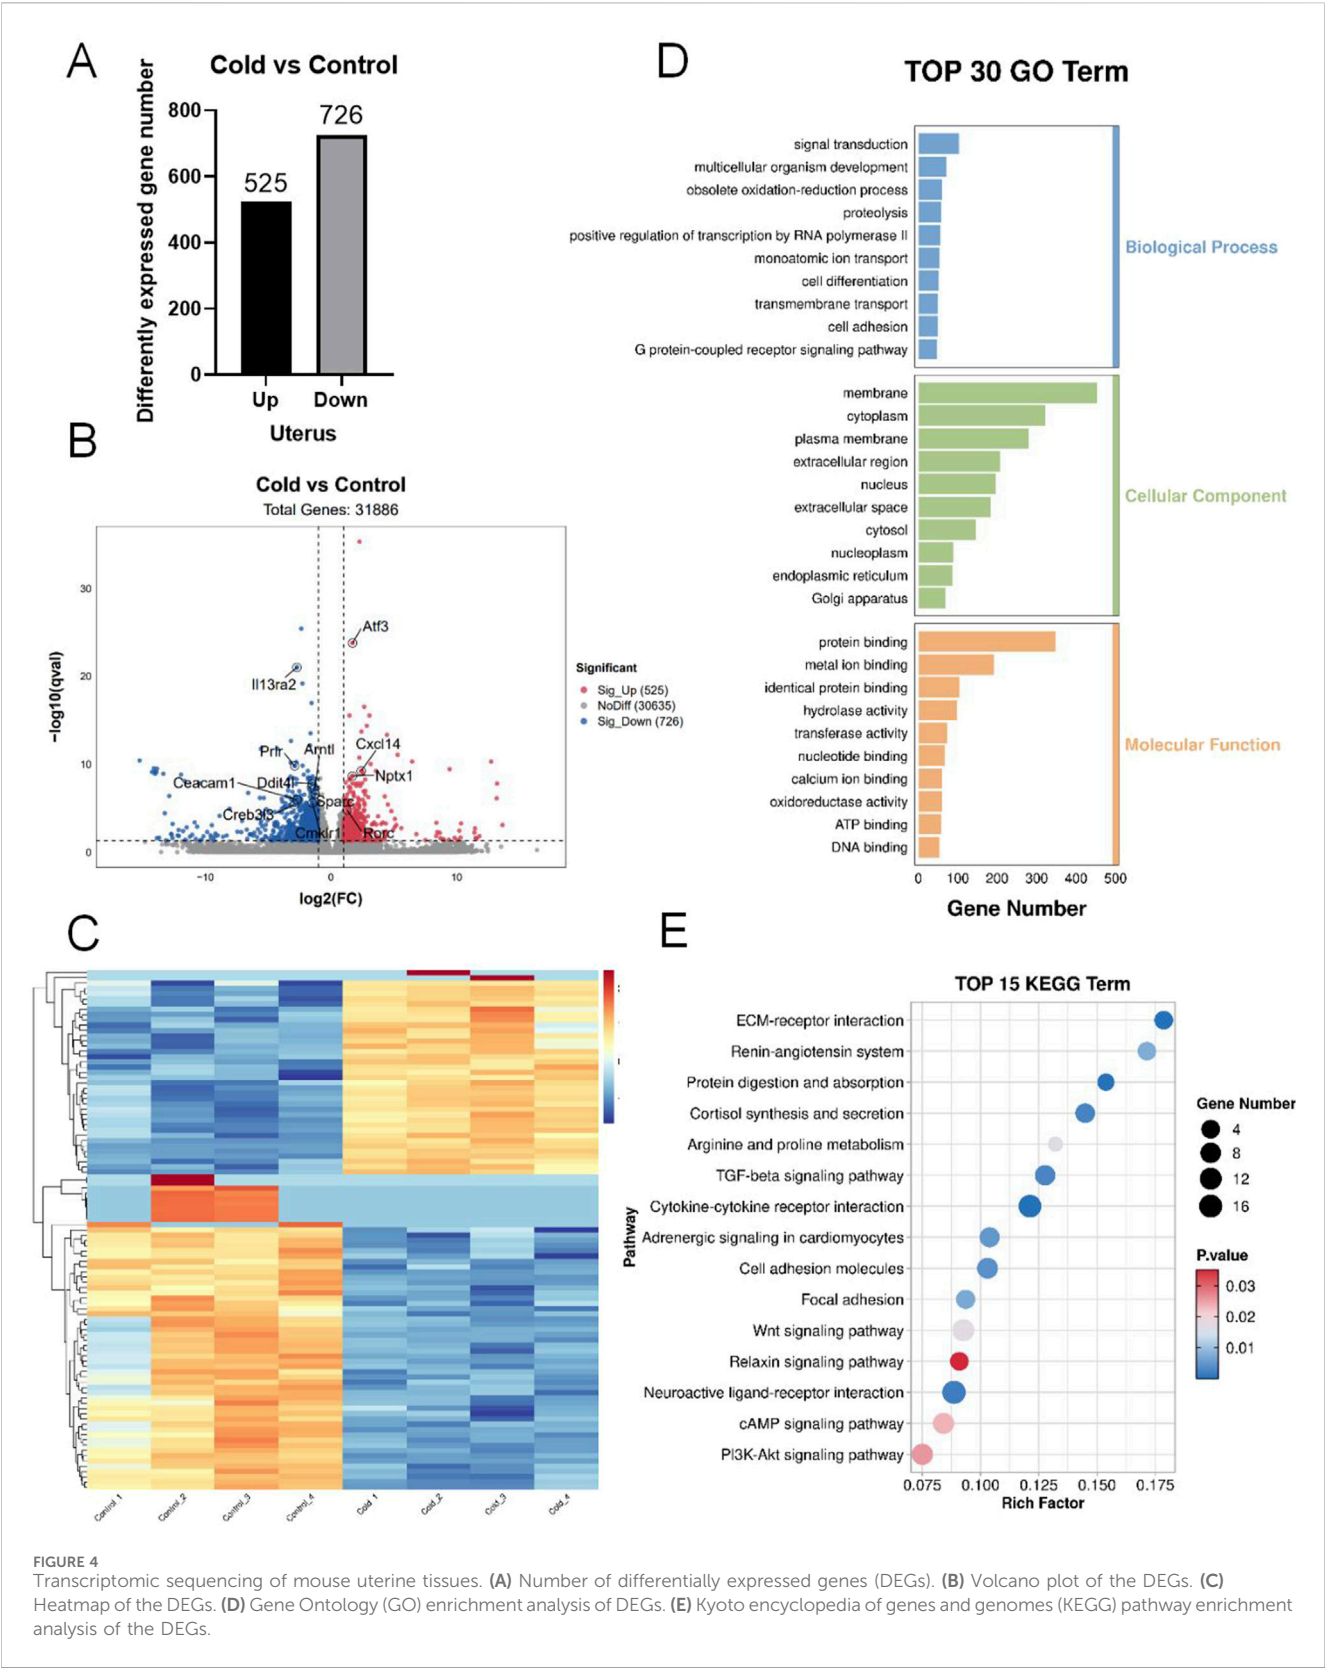 A
Cold vs Control
Differently expressed gene number
800
600
400
200
0
525
726
Up
Down
Uterus
B
Cold vs Control
Total Genes: 31886
−log10(qval)
30
20
10
0
Atf3
Il13ra2
Prlr
Arntl
Cxcl14
Nptx1
Ceacam1
Ddit4l
Sparc
Creb3l3
Cmklr1
Rorc
−10
0
10
log2(FC)
Significant
Sig_Up (525)
NoDiff (30635)
Sig_Down (726)
C
Control_1
Control_2
Control_3
Control_4
Cold_1
Cold_2
Cold_3
Cold_4
D
TOP 30 GO Term
signal transduction
multicellular organism development
obsolete oxidation-reduction process
proteolysis
positive regulation of transcription by RNA polymerase II
monoatomic ion transport
cell differentiation
transmembrane transport
cell adhesion
G protein-coupled receptor signaling pathway
Biological Process
membrane
cytoplasm
plasma membrane
extracellular region
nucleus
extracellular space
cytosol
nucleoplasm
endoplasmic reticulum
Golgi apparatus
Cellular Component
protein binding
metal ion binding
identical protein binding
hydrolase activity
transferase activity
nucleotide binding
calcium ion binding
oxidoreductase activity
ATP binding
DNA binding
Molecular Function
0 100 200 300 400 500
Gene Number
E
TOP 15 KEGG Term
Pathway
ECM-receptor interaction
Renin-angiotensin system
Protein digestion and absorption
Cortisol synthesis and secretion
Arginine and proline metabolism
TGF-beta signaling pathway
Cytokine-cytokine receptor interaction
Adrenergic signaling in cardiomyocytes
Cell adhesion molecules
Focal adhesion
Wnt signaling pathway
Relaxin signaling pathway
Neuroactive ligand-receptor interaction
cAMP signaling pathway
PI3K-Akt signaling pathway
0.075 0.100 0.125 0.150 0.175
Rich Factor
Gene Number
4
8
12
16
P.value
0.03
0.02
0.01
FIGURE 4
Transcriptomic sequencing of mouse uterine tissues. (A) Number of differentially expressed genes (DEGs). (B) Volcano plot of the DEGs. (C)
Heatmap of the DEGs. (D) Gene Ontology (GO) enrichment analysis of DEGs. (E) Kyoto encyclopedia of genes and genomes (KEGG) pathway enrichment
analysis of the DEGs.